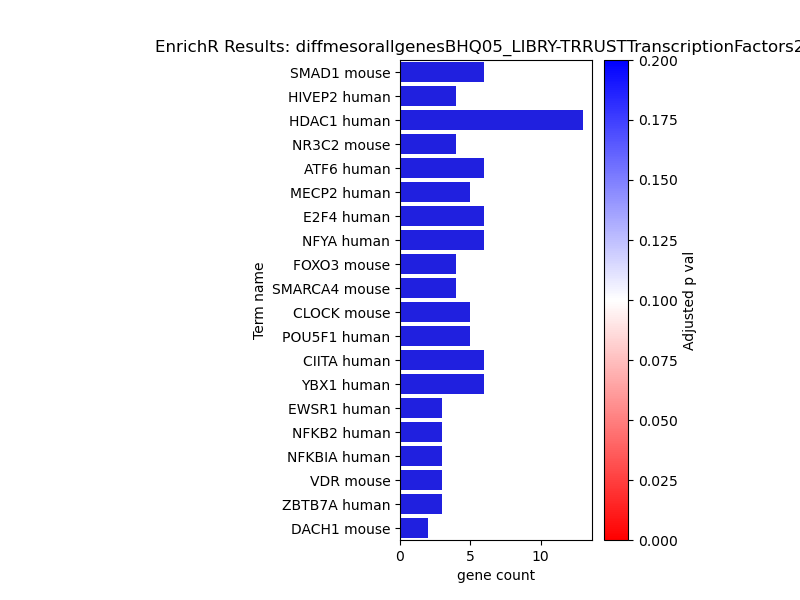 EnrichR Results: diffmesorallgenesBHQ05_LIBRY-TRRUSTTranscriptionFactors2
SMAD1 mouse
HIVEP2 human
HDAC1 human
NR3C2 mouse
ATF6 human
MECP2 human
E2F4 human
NFYA human
FOXO3 mouse
SMARCA4 mouse
CLOCK mouse
POU5F1 human
CIITA human
YBX1 human
EWSR1 human
NFKB2 human
NFKBIA human
VDR mouse
ZBTB7A human
DACH1 mouse
Term name
0 5 10
gene count
0.200
0.175
0.150
0.125
0.100
0.075
0.050
0.025
0.000
Adjusted p val